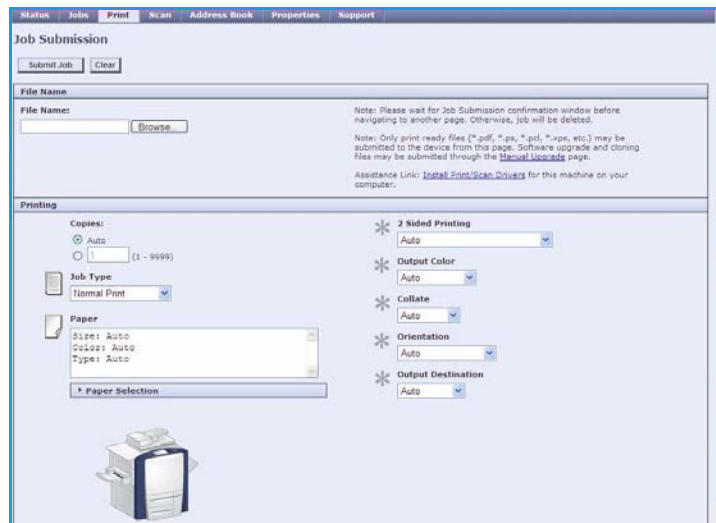 Status Jobs Print Scan Address Book Properties Support
Job Submission
Submit Job Clear
File Name
File Name:
Browse...
Note: Please wait for Job Submission confirmation window before
navigating to another page. Otherwise, job will be deleted.
Note: Only print ready files (*.pdf, *.ps, *.pcl, *.xps, etc.) may be
submitted to the device from this page. Software upgrade and cloning
files may be submitted through the Manual Upgrade page.
Assistance Link: Install Print/Scan Drivers for this machine on your
computer.
Printing
Copies:
Auto
1 (1 - 9999)
Job Type
Normal Print
Paper
Size: Auto
Color: Auto
Type: Auto
Paper Selection
2 Sided Printing
Auto
Output Color
Auto
Collate
Auto
Orientation
Auto
Output Destination
Auto